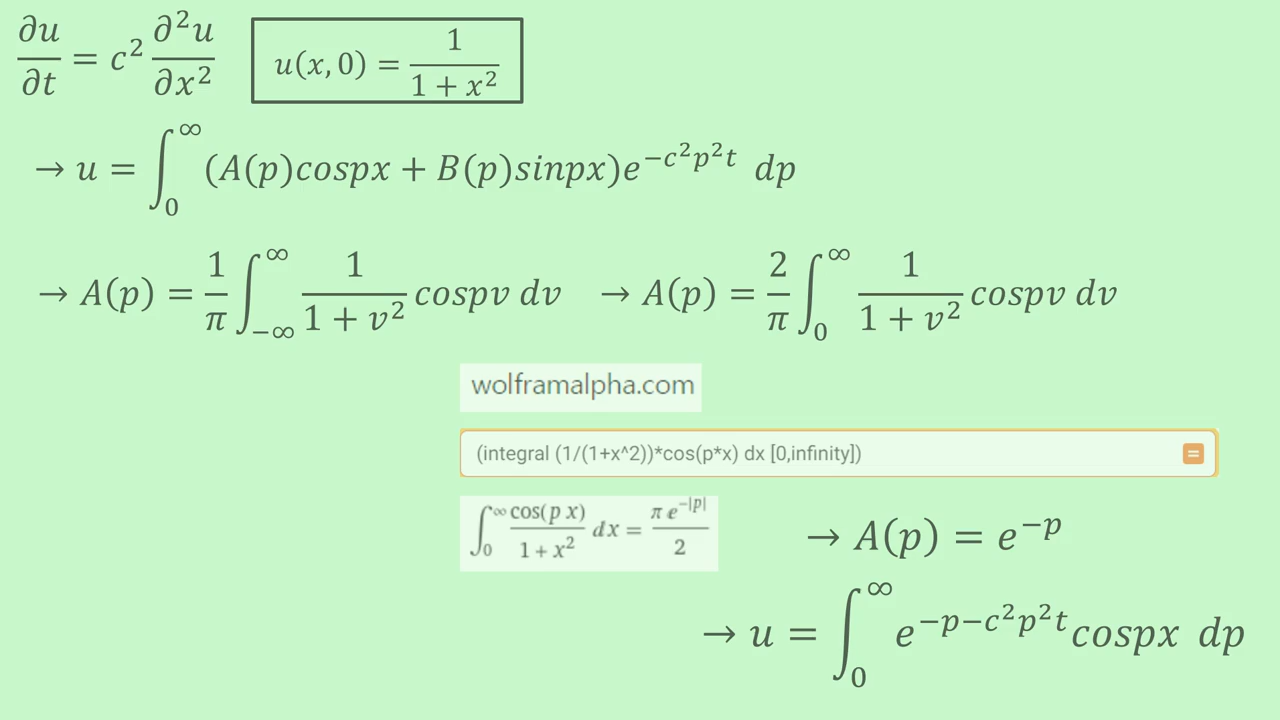 ∂u/∂t = c² ∂²u/∂x²   u(x, 0) = 1/(1 + x²)
→ u = ∫₀^∞ (A(p)cospx + B(p)sinpx)e^(−c²p²t) dp
→ A(p) = 1/π ∫₋∞^∞ 1/(1 + v²) cospv dv   → A(p) = 2/π ∫₀^∞ 1/(1 + v²) cospv dv
wolframalpha.com
(integral (1/(1+x^2))*cos(p*x) dx [0,infinity]) =
∫₀^∞ cos(p x)/(1 + x²) dx = π e^(−|p|)/2
→ A(p) = e^(−p)
→ u = ∫₀^∞ e^(−p−c²p²t) cospx dp